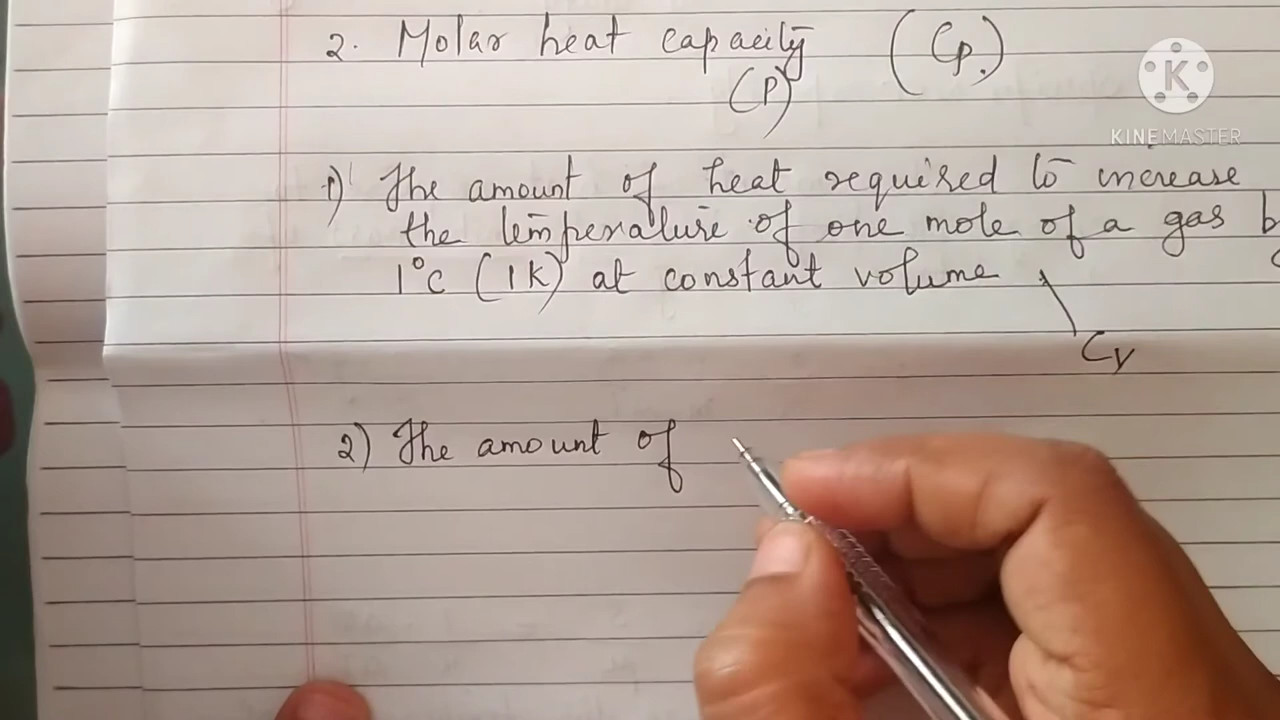 2. Molar heat capacity (Cp.)
(P)
K
KINEMASTER
1) The amount of heat required to increase
the temperature of one mole of a gas b
1°C (1K) at constant volume
Cv
2) The amount of